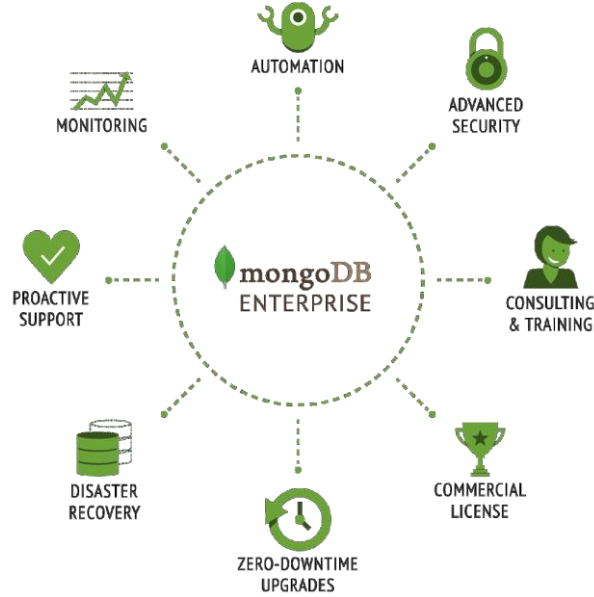 AUTOMATION
ADVANCED
SECURITY
MONITORING
mongoDB
ENTERPRISE
PROACTIVE
SUPPORT
CONSULTING
& TRAINING
DISASTER
RECOVERY
COMMERCIAL
LICENSE
ZERO-DOWNTIME
UPGRADES